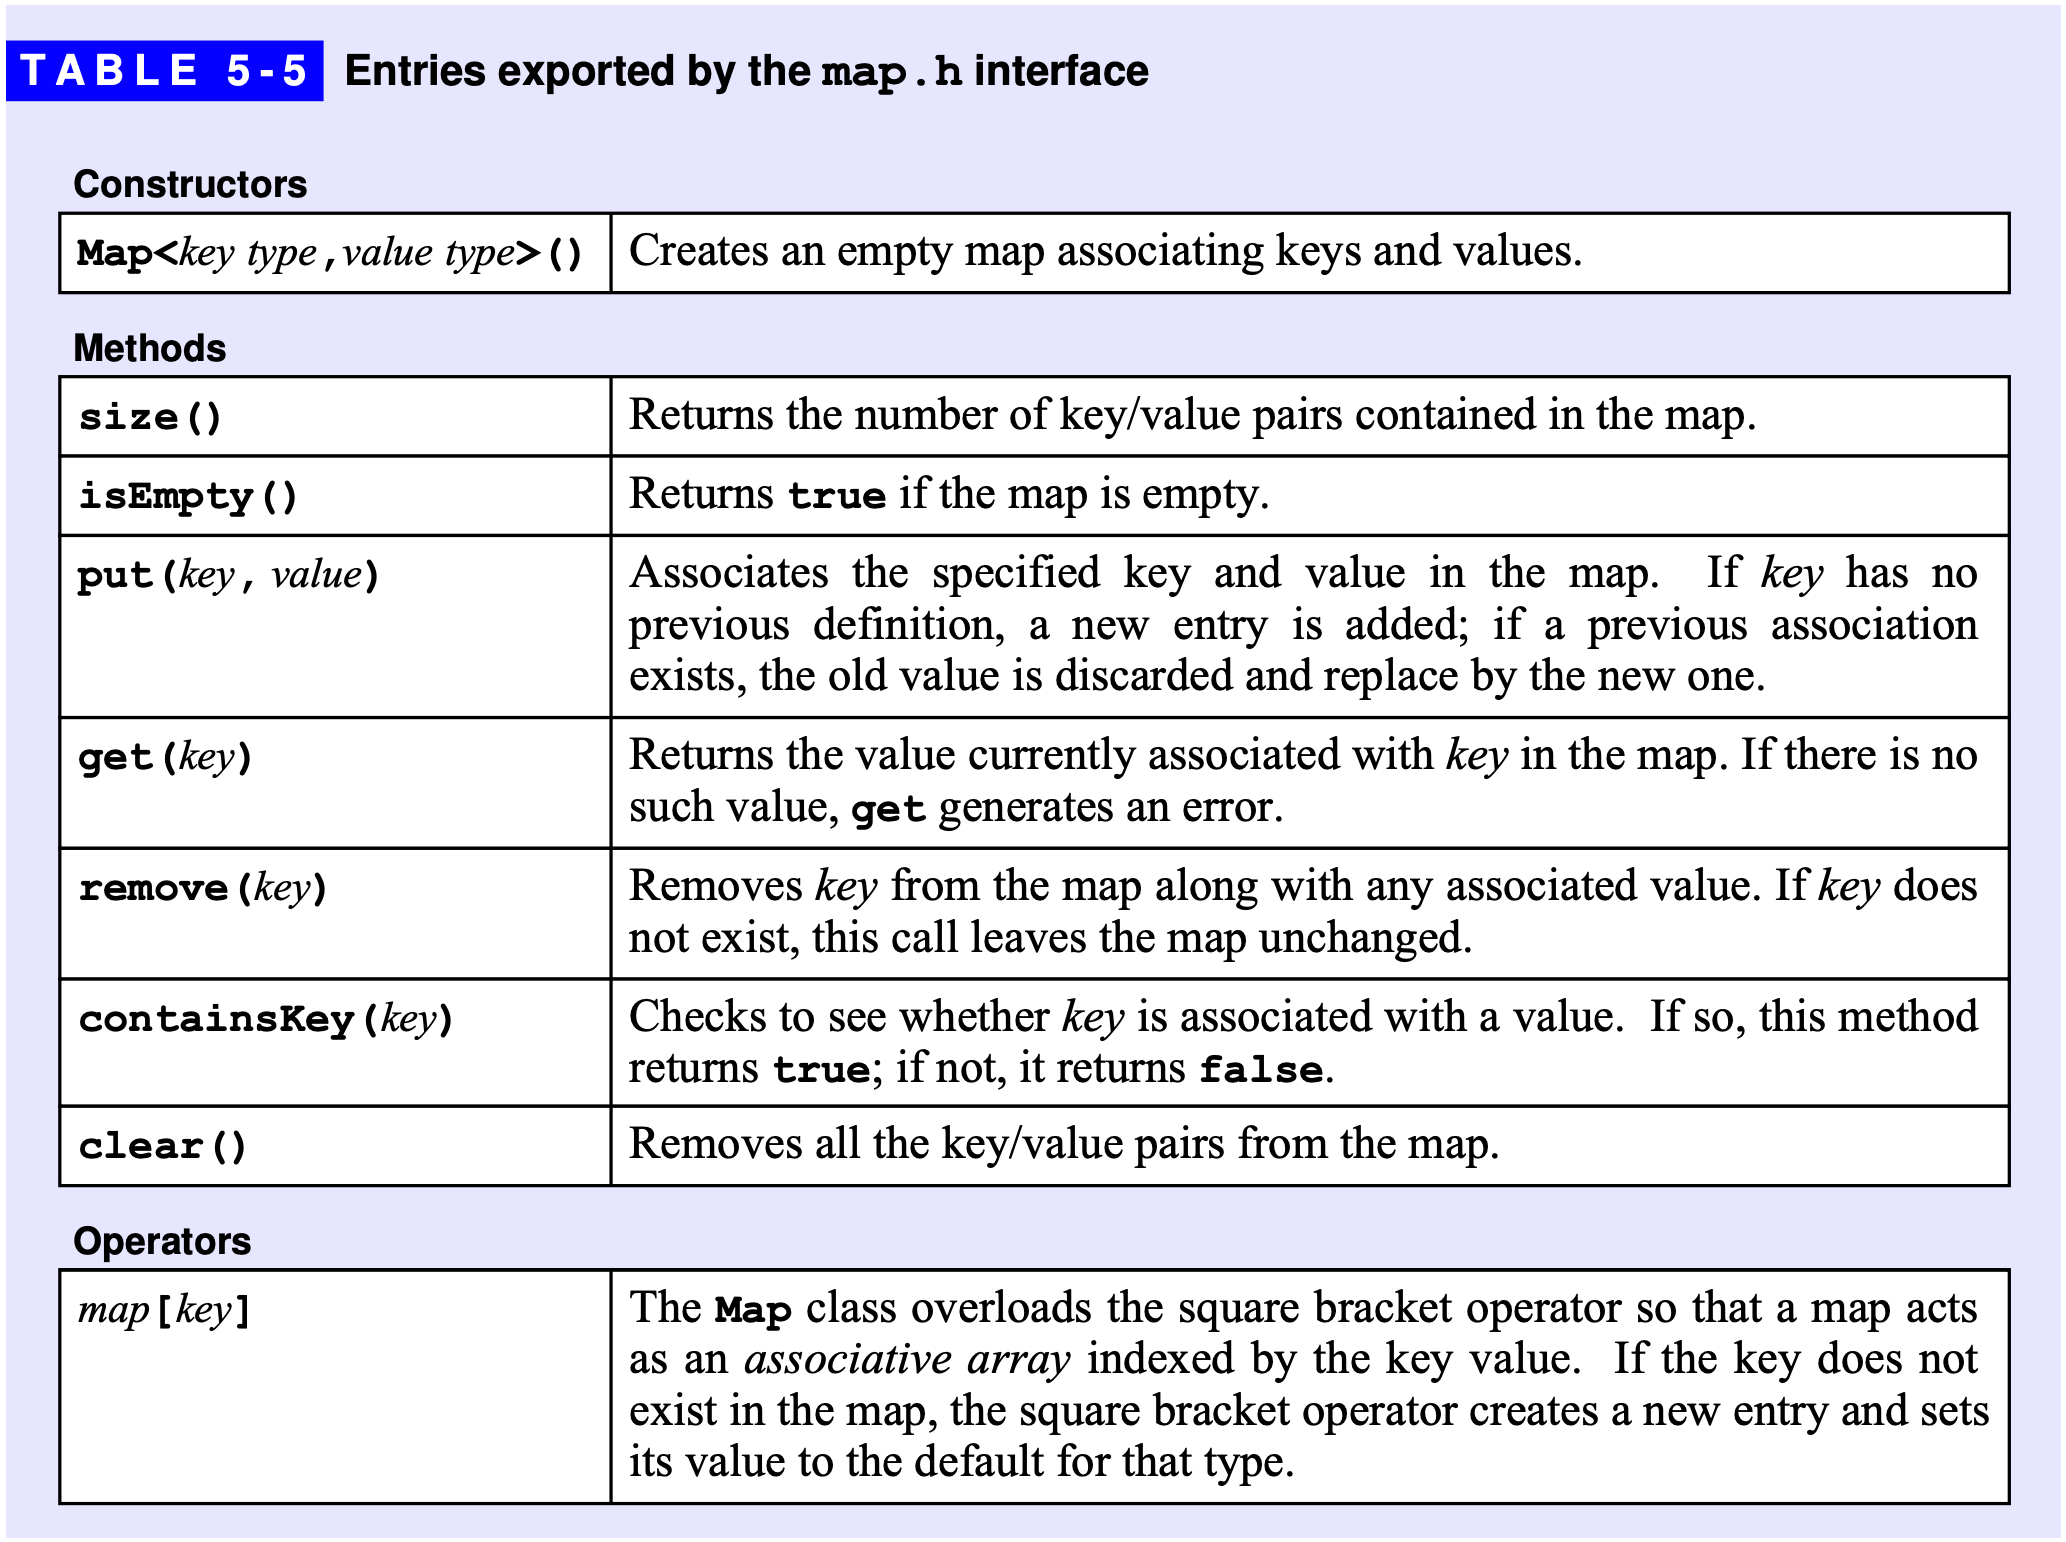 TABLE 5-5 Entries exported by the map.h interface
Constructors
Map<key type,value type>() Creates an empty map associating keys and values.
Methods
size() Returns the number of key/value pairs contained in the map.
isEmpty() Returns true if the map is empty.
put(key, value) Associates the specified key and value in the map. If key has no
previous definition, a new entry is added; if a previous association
exists, the old value is discarded and replace by the new one.
get(key) Returns the value currently associated with key in the map. If there is no
such value, get generates an error.
remove(key) Removes key from the map along with any associated value. If key does
not exist, this call leaves the map unchanged.
containsKey(key) Checks to see whether key is associated with a value. If so, this method
returns true; if not, it returns false.
clear() Removes all the key/value pairs from the map.
Operators
map[key] The Map class overloads the square bracket operator so that a map acts
as an associative array indexed by the key value. If the key does not
exist in the map, the square bracket operator creates a new entry and sets
its value to the default for that type.